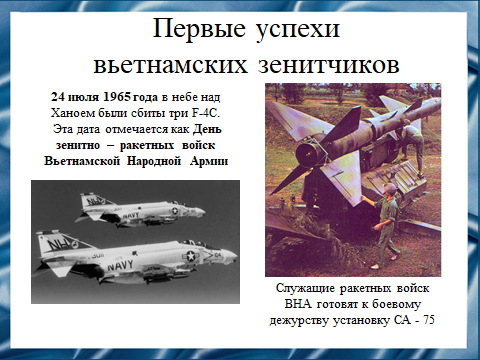 Первые успехи
вьетнамских зенитчиков
24 июля 1965 года в небе над
Ханоем были сбиты три F-4C.
Эта дата отмечается как День
зенитно – ракетных войск
Вьетнамской Народной Армии
NH
NAVY
NH
NAVY
Служащие ракетных войск
ВНА готовят к боевому
дежурству установку СА - 75